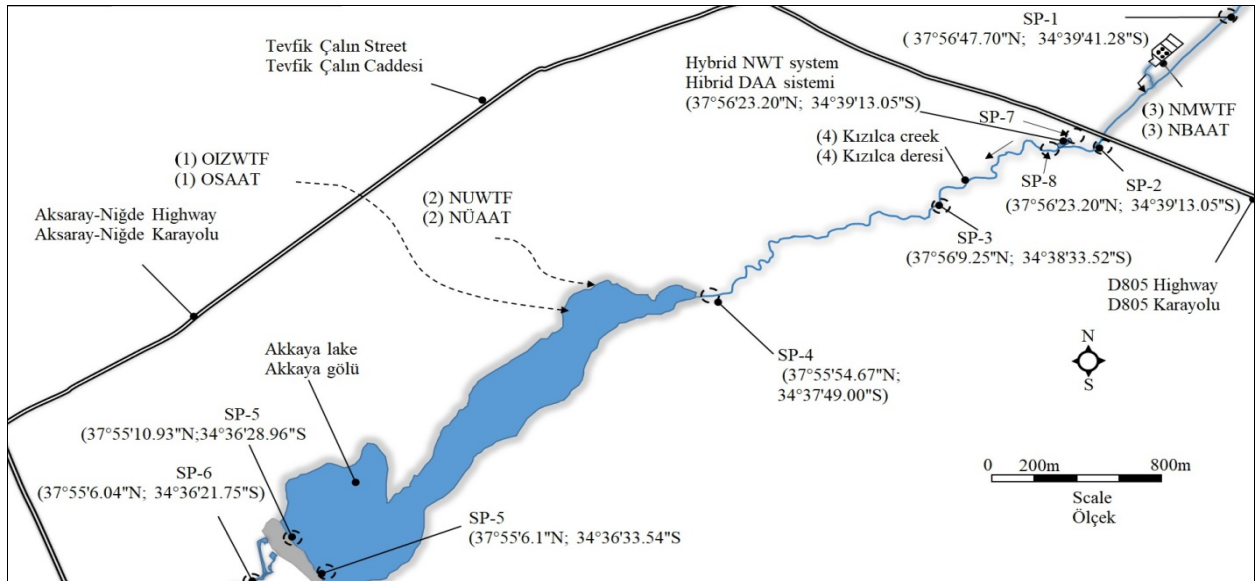 SP-1
( 37°56'47.70"N;  34°39'41.28"S)
Tevfik Çalın Street
Tevfik Çalın Caddesi
Hybrid NWT system
Hibrid DAA sistemi
(37°56'23.20"N; 34°39'13.05"S)
SP-7
(3) NMWTF
(3) NBAAT
(4) Kızılca creek
(4) Kızılca deresi
SP-8
SP-2
(37°56'23.20"N;  34°39'13.05"S)
(1) OIZWTF
(1) OSAAT
(2) NUWTF
(2) NÜAAT
Aksaray-Niğde Highway
Aksaray-Niğde Karayolu
SP-3
(37°56'9.25"N;  34°38'33.52"S)
D805 Highway
D805 Karayolu
SP-4
(37°55'54.67"N;
34°37'49.00"S)
N
S
Akkaya lake
Akkaya gölü
SP-5
(37°55'10.93"N;34°36'28.96"S
SP-6
(37°55'6.04"N;  34°36'21.75"S)
SP-5
(37°55'6.1"N;  34°36'33.54"S
0 200m 800m
Scale
Ölçek